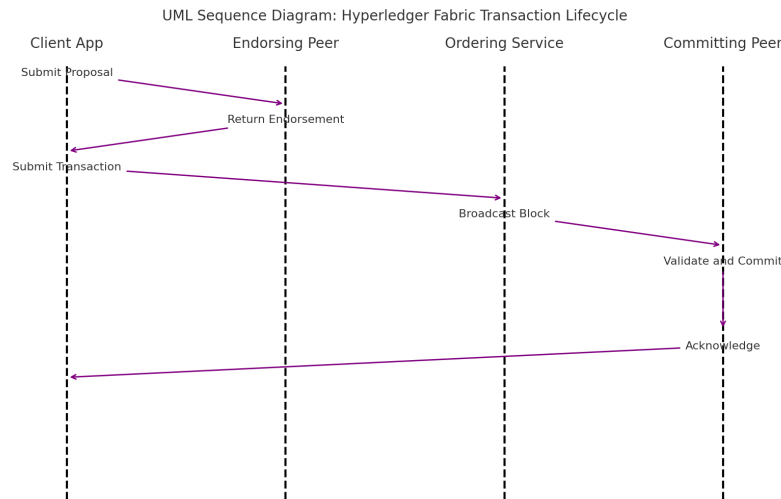 UML Sequence Diagram: Hyperledger Fabric Transaction Lifecycle
Client App
Endorsing Peer
Ordering Service
Committing Peer
Submit Proposal
Return Endorsement
Submit Transaction
Broadcast Block
Validate and Commit
Acknowledge